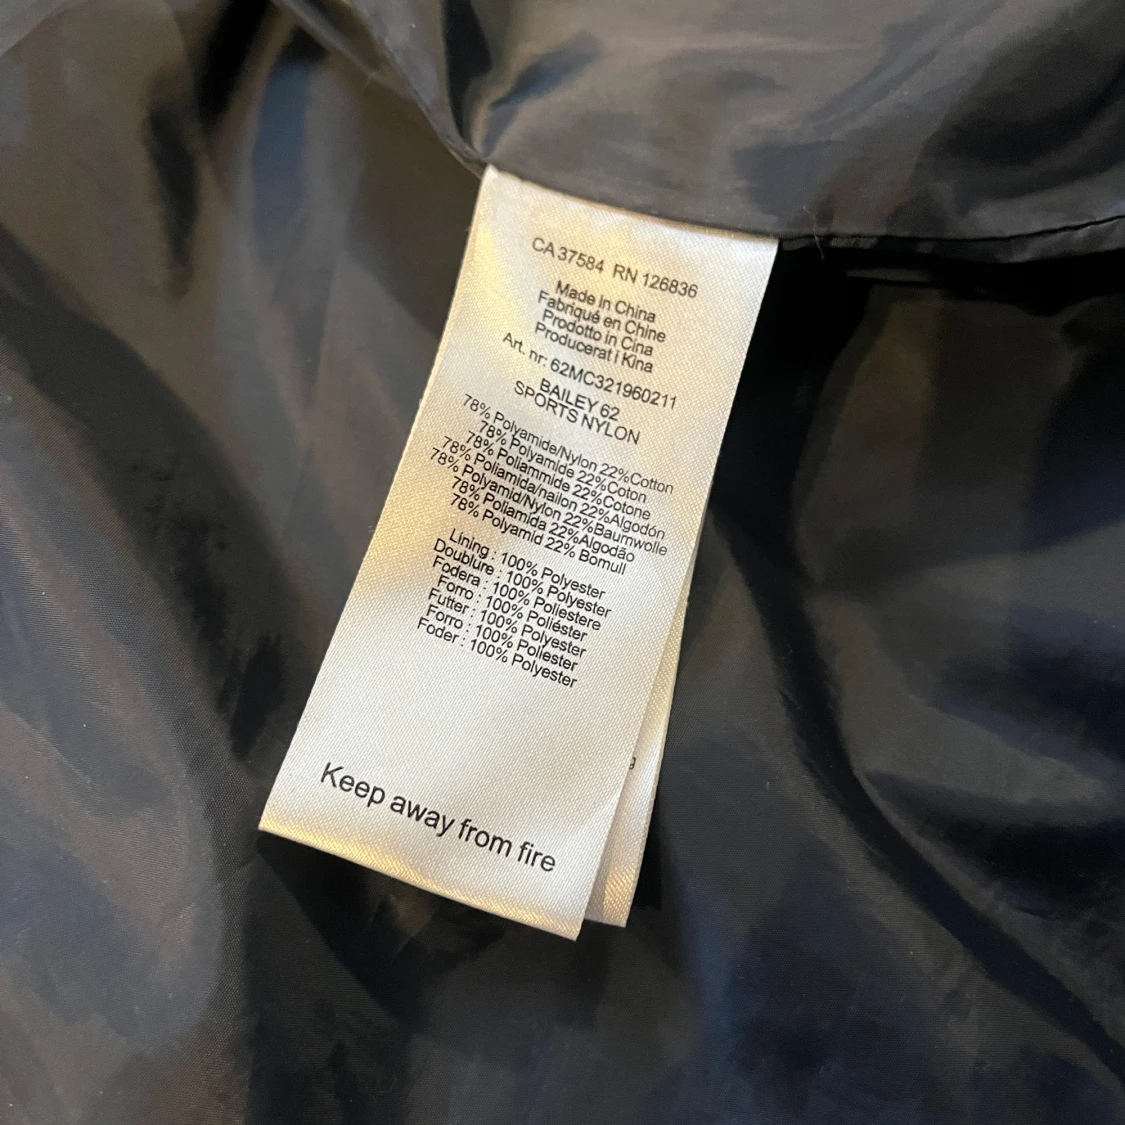 CA 37584 RN 126836
Made in China
Fabriqué en Chine
Prodotto in Cina
Producerat i Kina
Art. nr: 62MC321960211
BAILEY 62
SPORTS NYLON
78% Polyamide/Nylon 22%Cotton
78% Polyamide 22%Coton
78% Poliammide 22%Cotone
78% Poliamida/nailon 22%Algodón
78% Polyamid/Nylon 22%Baumwolle
78% Poliamida 22%Algodão
78% Polyamid 22% Bomull
Lining : 100% Polyester
Doublure : 100% Polyester
Fodera : 100% Poliestere
Forro : 100% Poliéster
Futter : 100% Polyester
Forro : 100% Poliester
Foder : 100% Polyester
Keep away from fire